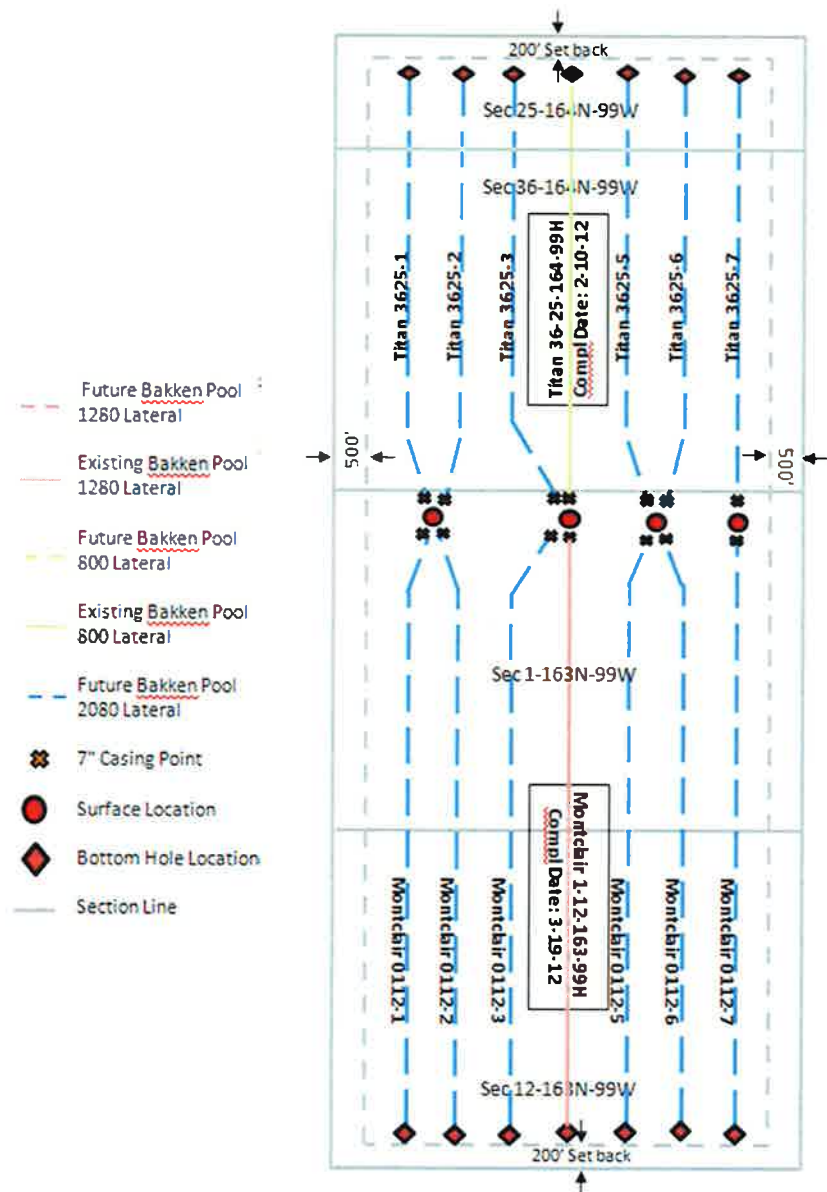 200' Set back
Sec 25-164N-99W
Sec 36-164N-99W
Titan 3625-1
Titan 3625-2
Titan 3625-3
Titan 36-25-164-99H
Compl Date: 2-10-12
Titan 3625-5
Titan 3625-6
Titan 3625-7
500'
500'
Future Bakken Pool
1280 Lateral
Existing Bakken Pool
1280 Lateral
Future Bakken Pool
800 Lateral
Existing Bakken Pool
800 Lateral
Future Bakken Pool
2080 Lateral
7" Casing Point
Surface Location
Bottom Hole Location
Section Line
Sec 1-163N-99W
Montclair 0112-1
Montclair 0112-2
Montclair 0112-3
Montclair 1-12-163-99H
Compl Date: 3-19-12
Montclair 0112-5
Montclair 0112-6
Montclair 0112-7
Sec 12-163N-99W
200' Set back